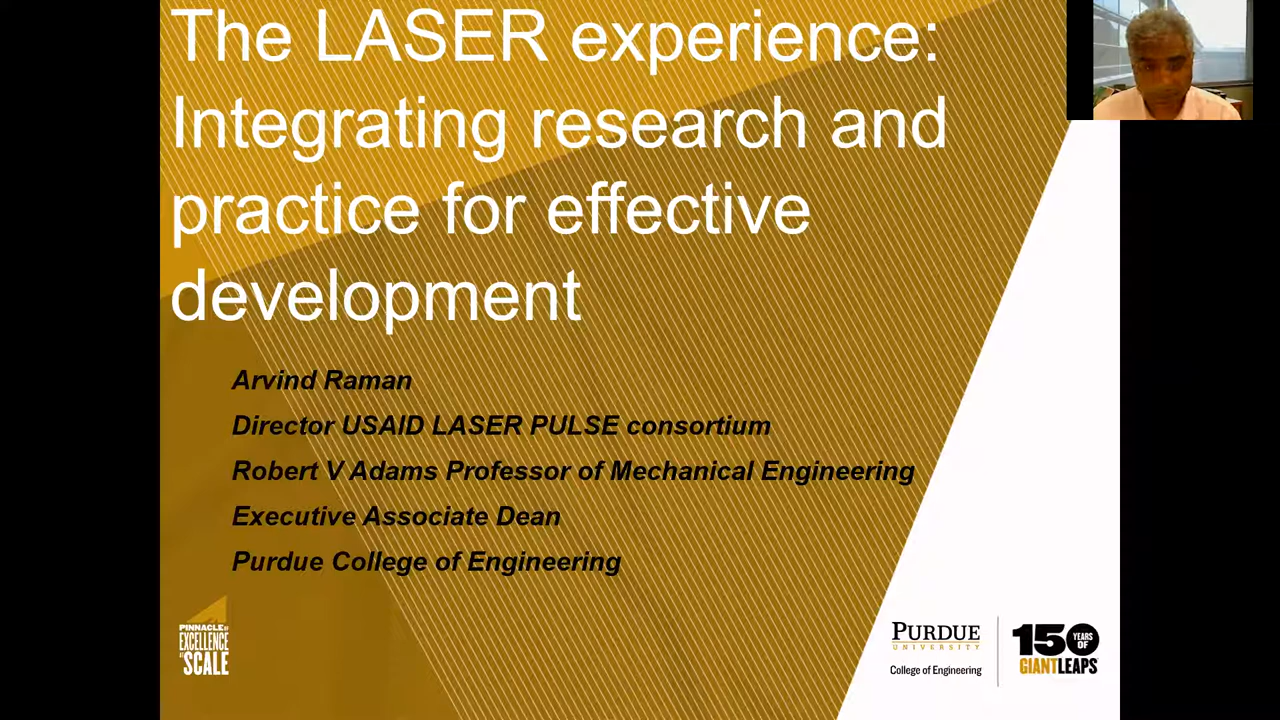 The LASER experience:
Integrating research and
practice for effective
development
Arvind Raman
Director USAID LASER PULSE consortium
Robert V Adams Professor of Mechanical Engineering
Executive Associate Dean
Purdue College of Engineering
PINNACLE OF
EXCELLENCE
AT SCALE
PURDUE
UNIVERSITY
College of Engineering
150 YEARS OF
GIANT LEAPS